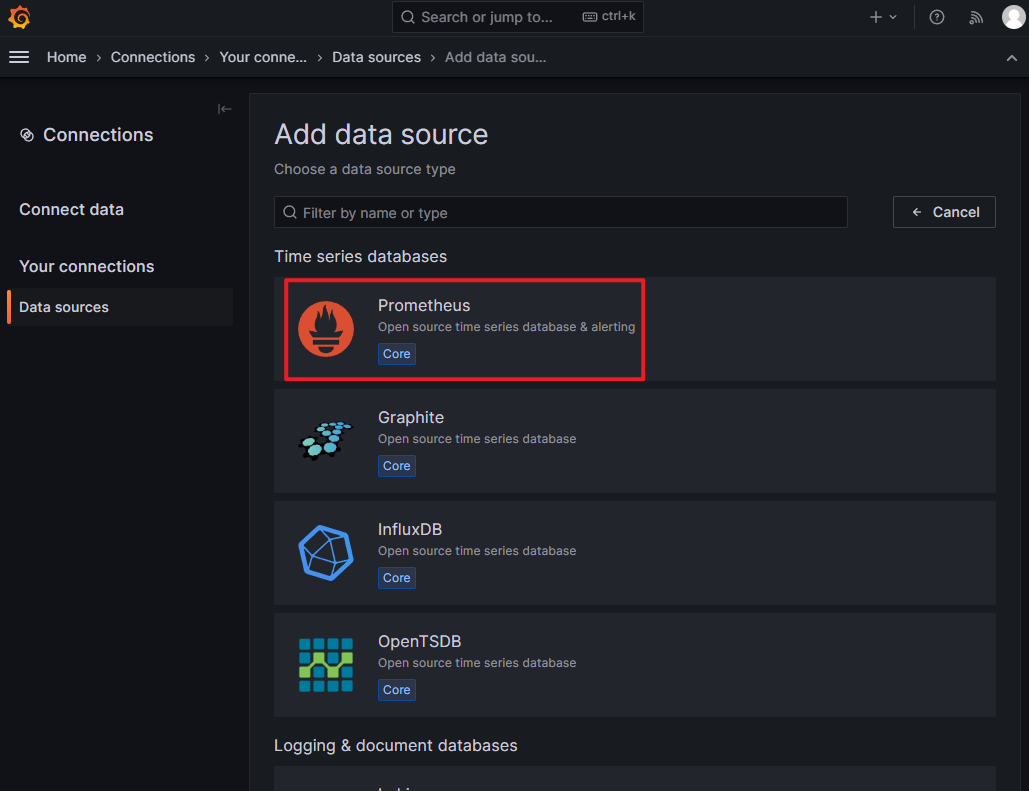 Search or jump to... ctrl+k
Home › Connections › Your conne... › Data sources › Add data sou...
Connections
Connect data
Your connections
Data sources
Add data source
Choose a data source type
Filter by name or type
Cancel
Time series databases
Prometheus
Open source time series database & alerting
Core
Graphite
Open source time series database
Core
InfluxDB
Open source time series database
Core
OpenTSDB
Open source time series database
Core
Logging & document databases